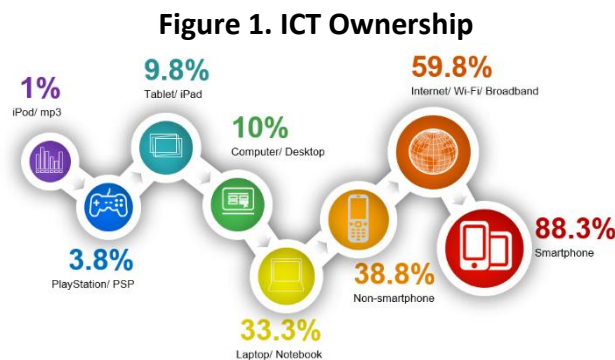 Figure 1. ICT Ownership
1%
iPod/ mp3
3.8%
PlayStation/ PSP
9.8%
Tablet/ iPad
10%
Computer/ Desktop
33.3%
Laptop/ Notebook
38.8%
Non-smartphone
59.8%
Internet/ Wi-Fi/ Broadband
88.3%
Smartphone